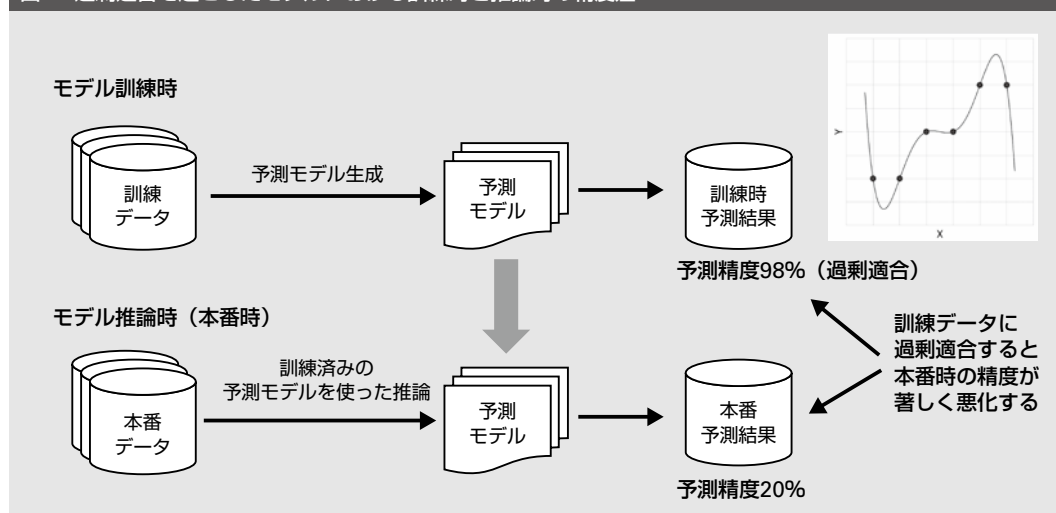 モデル訓練時
訓練
データ
予測モデル生成
予測
モデル
訓練時
予測結果
Y
X
予測精度98%（過剰適合）
モデル推論時（本番時）
本番
データ
訓練済みの
予測モデルを使った推論
予測
モデル
本番
予測結果
予測精度20%
訓練データに
過剰適合すると
本番時の精度が
著しく悪化する